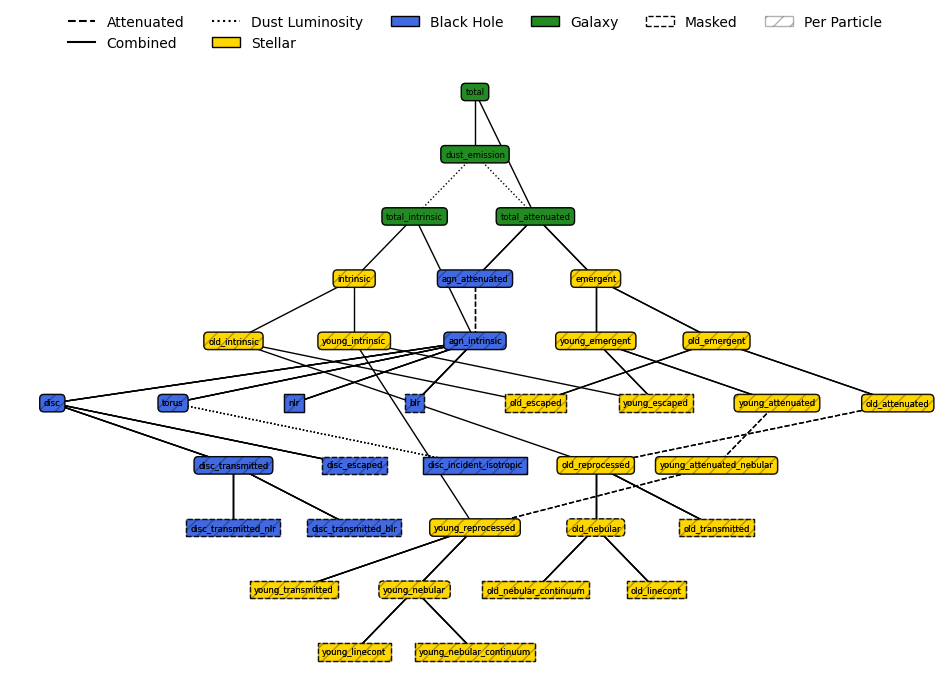 Attenuated Dust Luminosity Black Hole Galaxy Masked Per Particle
Combined Stellar
total
dust_emission
total_intrinsic total_attenuated
intrinsic agn_attenuated emergent
old_intrinsic young_intrinsic agn_intrinsic young_emergent old_emergent
disc torus nlr blr old_escaped young_escaped young_attenuated old_attenuated
disc_transmitted disc_escaped disc_incident_isotropic old_reprocessed young_attenuated_nebular
disc_transmitted_nlr disc_transmitted_blr young_reprocessed old_nebular old_transmitted
young_transmitted young_nebular old_nebular_continuum old_linecont
young_linecont young_nebular_continuum